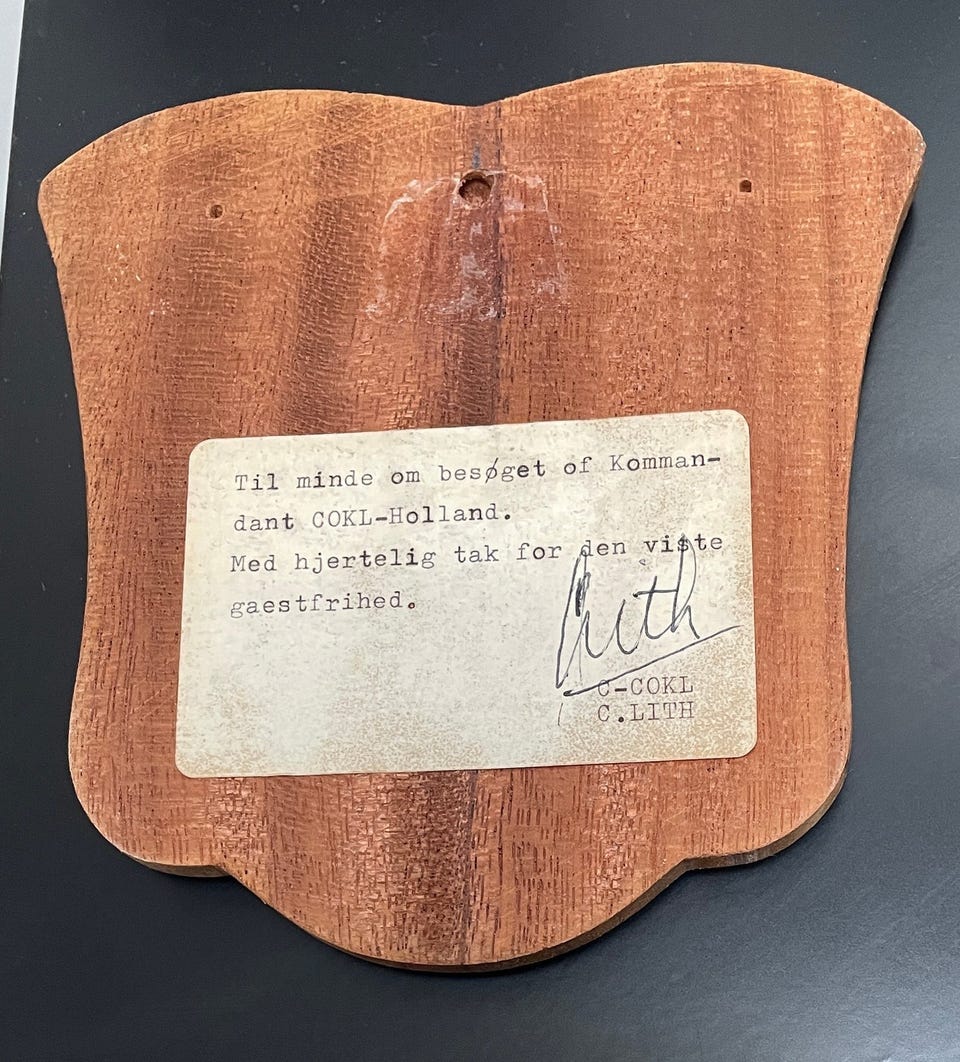 Til minde om besøget of Komman-
dant COKL-Holland.
Med hjertelig tak for den viste
gaestfrihed.
Lith
C-COKL
C.LITH